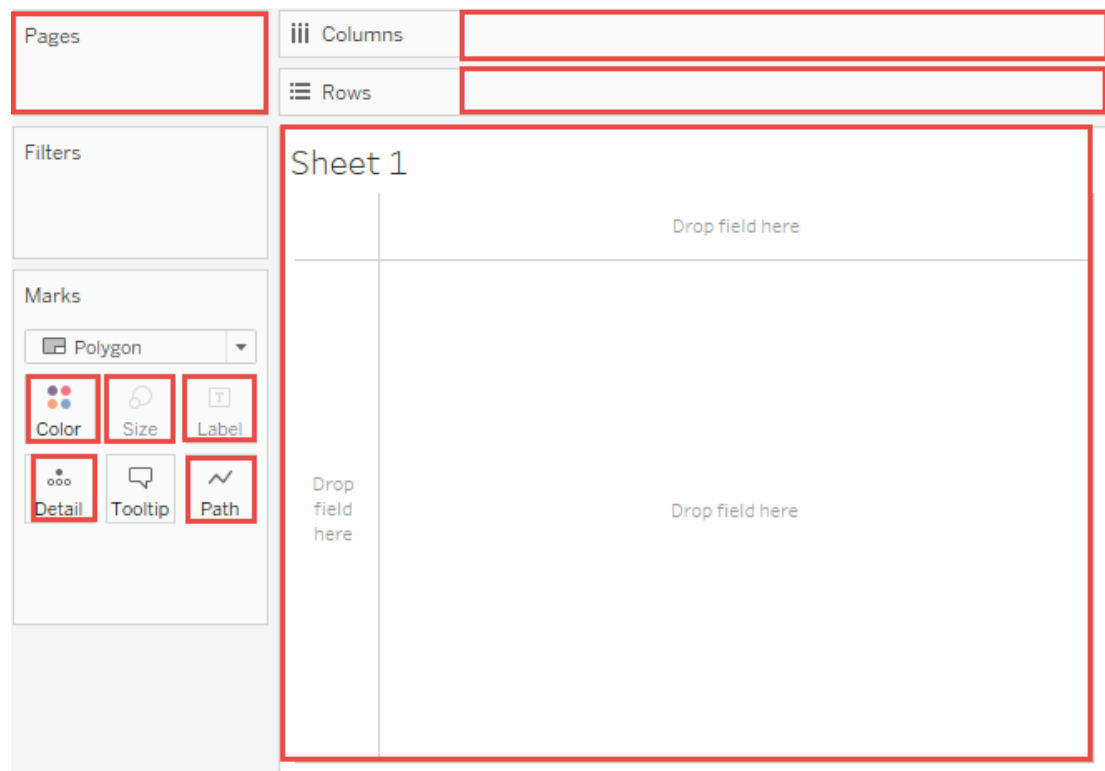 Pages
Columns
Rows
Filters
Sheet 1
Drop field here
Marks
Polygon
Color Size Label
Detail Tooltip Path
Drop
field
here
Drop field here